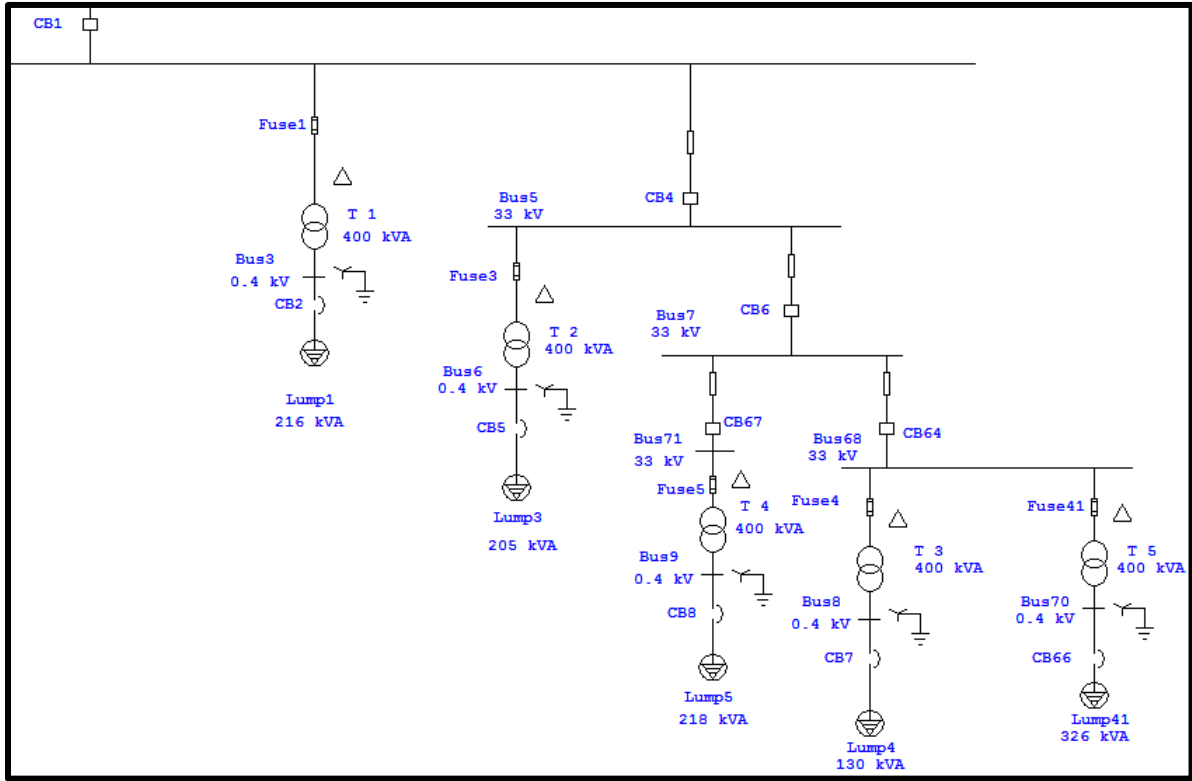 CB1
Fuse1
T 1
400 kVA
Bus3
0.4 kV
CB2
Lump1
216 kVA
CB4
Bus5
33 kV
Fuse3
T 2
400 kVA
Bus6
0.4 kV
CB5
Lump3
205 kVA
CB6
Bus7
33 kV
CB67
Bus71
33 kV
Fuse5
T 4
400 kVA
Bus9
0.4 kV
CB8
Lump5
218 kVA
CB64
Bus68
33 kV
Fuse4
T 3
400 kVA
Bus8
0.4 kV
CB7
Lump4
130 kVA
Fuse41
T 5
400 kVA
Bus70
0.4 kV
CB66
Lump41
326 kVA